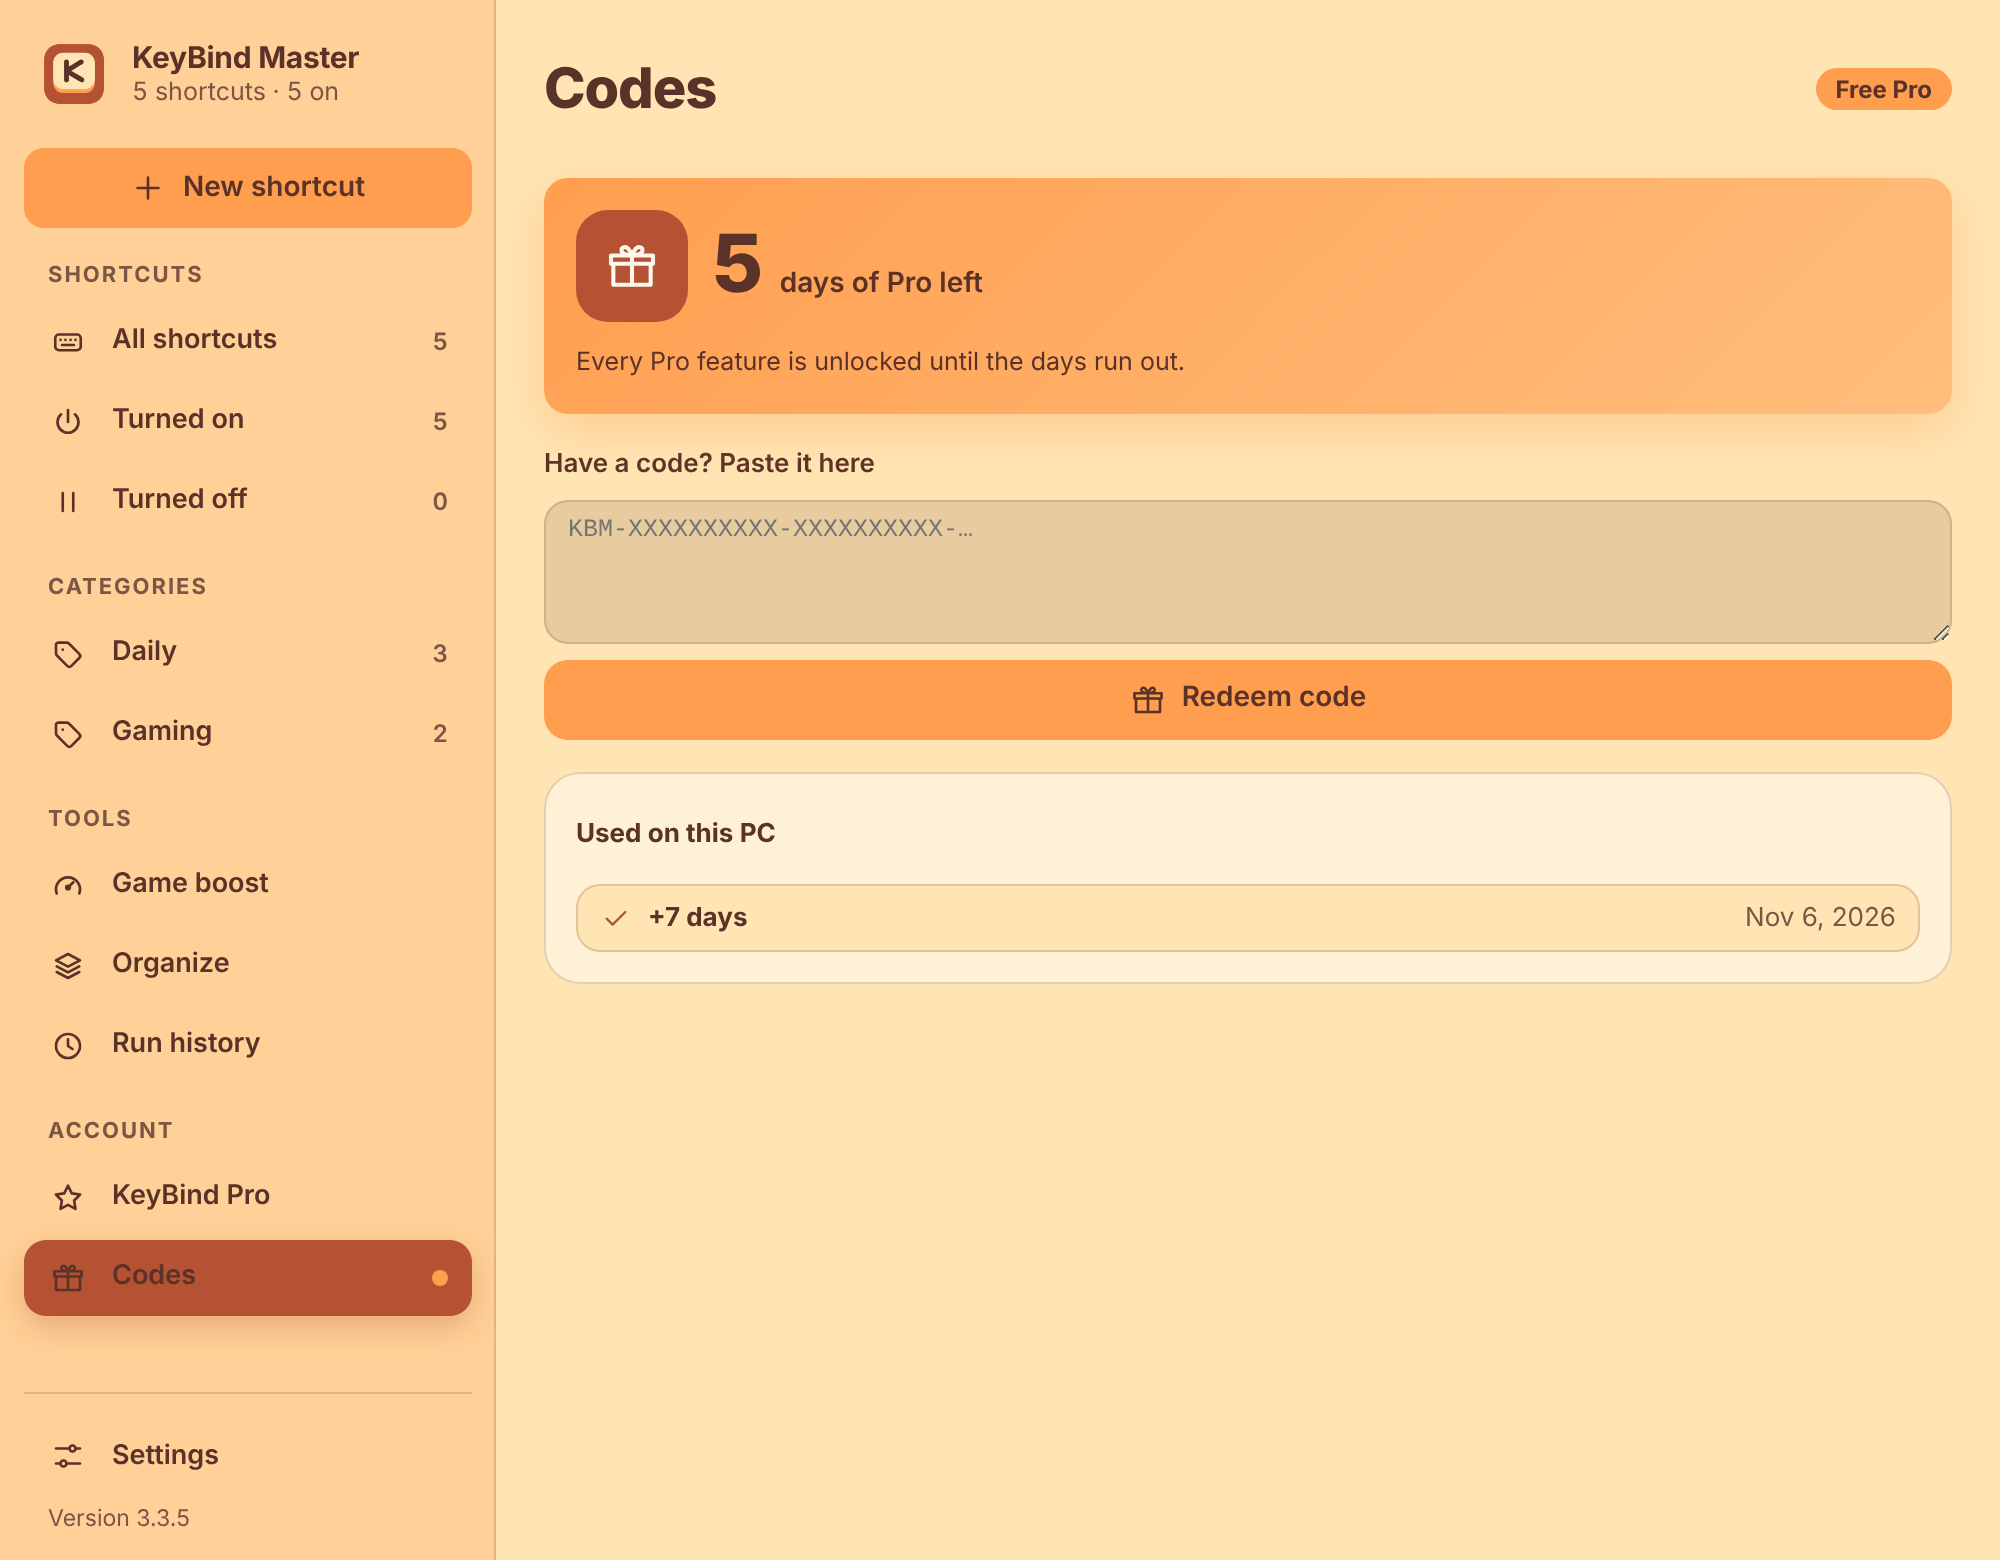 KeyBind Master
5 shortcuts · 5 on
New shortcut
SHORTCUTS
All shortcuts 5
Turned on 5
Turned off 0
CATEGORIES
Daily 3
Gaming 2
TOOLS
Game boost
Organize
Run history
ACCOUNT
KeyBind Pro
Codes
Settings
Version 3.3.5
Codes
Free Pro
5 days of Pro left
Every Pro feature is unlocked until the days run out.
Have a code? Paste it here
KBM-XXXXXXXXXX-XXXXXXXXXX-…
Redeem code
Used on this PC
+7 days Nov 6, 2026